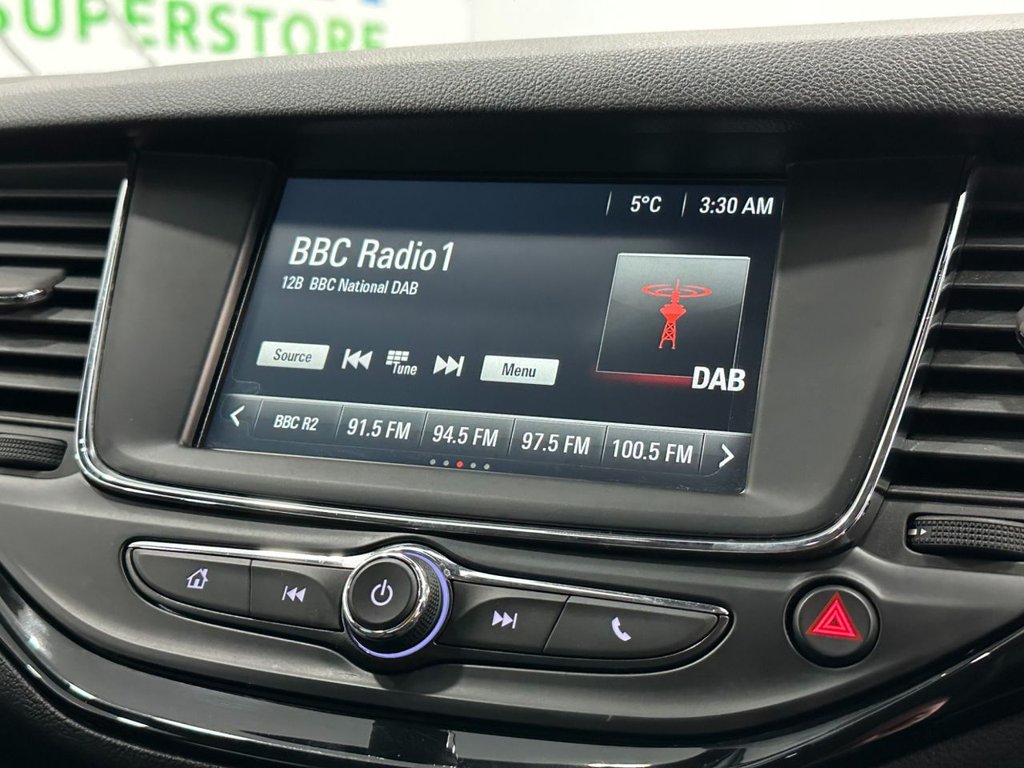 SUPERSTORE
5°C 3:30 AM
BBC Radio1
12B BBC National DAB
Source Tune Menu
DAB
BBC R2 91.5 FM 94.5 FM 97.5 FM 100.5 FM